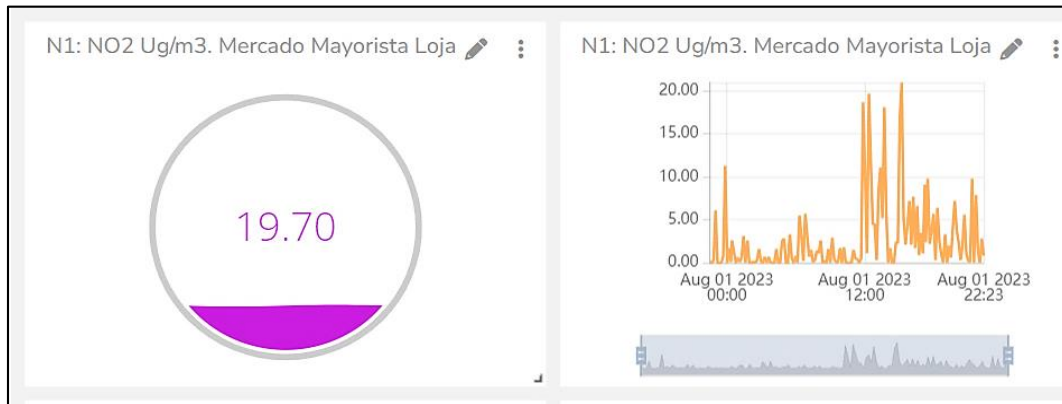 N1: NO2 Ug/m3. Mercado Mayorista Loja
19.70
N1: NO2 Ug/m3. Mercado Mayorista Loja
20.00
15.00
10.00
5.00
0.00
Aug 01 2023
00:00
Aug 01 2023
12:00
Aug 01 2023
22:23